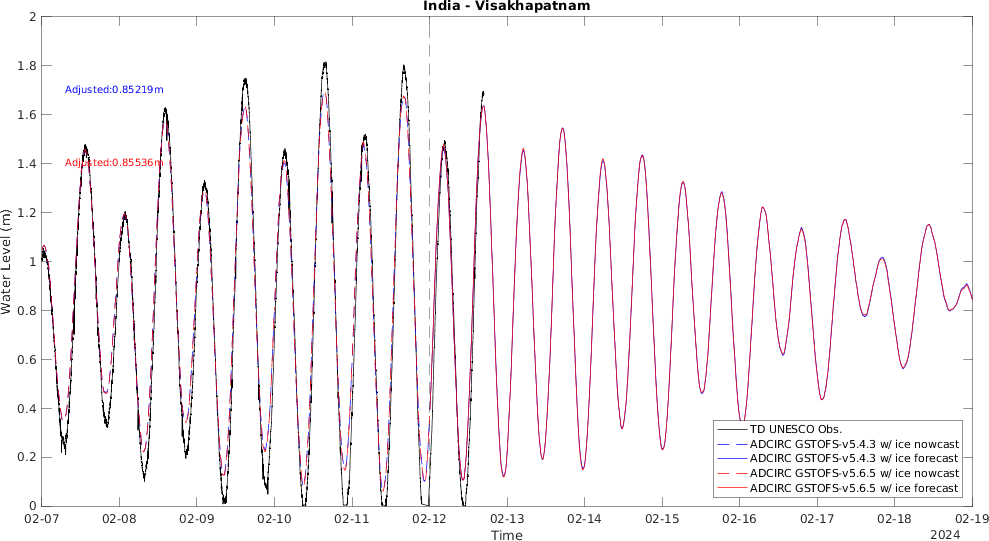 India - Visakhapatnam
2
1.8
1.6
1.4
1.2
1
0.8
0.6
0.4
0.2
0
Water Level (m)
Adjusted:0.85219m
Adjusted:0.85536m
TD UNESCO Obs.
ADCIRC GSTOFS-v5.4.3 w/ ice nowcast
ADCIRC GSTOFS-v5.4.3 w/ ice forecast
ADCIRC GSTOFS-v5.6.5 w/ ice nowcast
ADCIRC GSTOFS-v5.6.5 w/ ice forecast
02-07 02-08 02-09 02-10 02-11 02-12 02-13 02-14 02-15 02-16 02-17 02-18 02-19
Time
2024